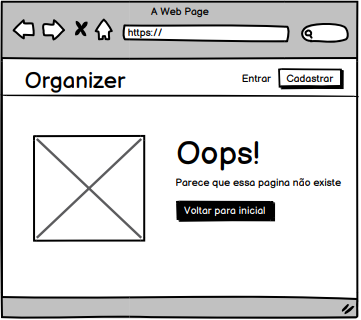 A Web Page
https://
Organizer
Entrar
Cadastrar
Oops!
Parece que essa pagina não existe
Voltar para inicial